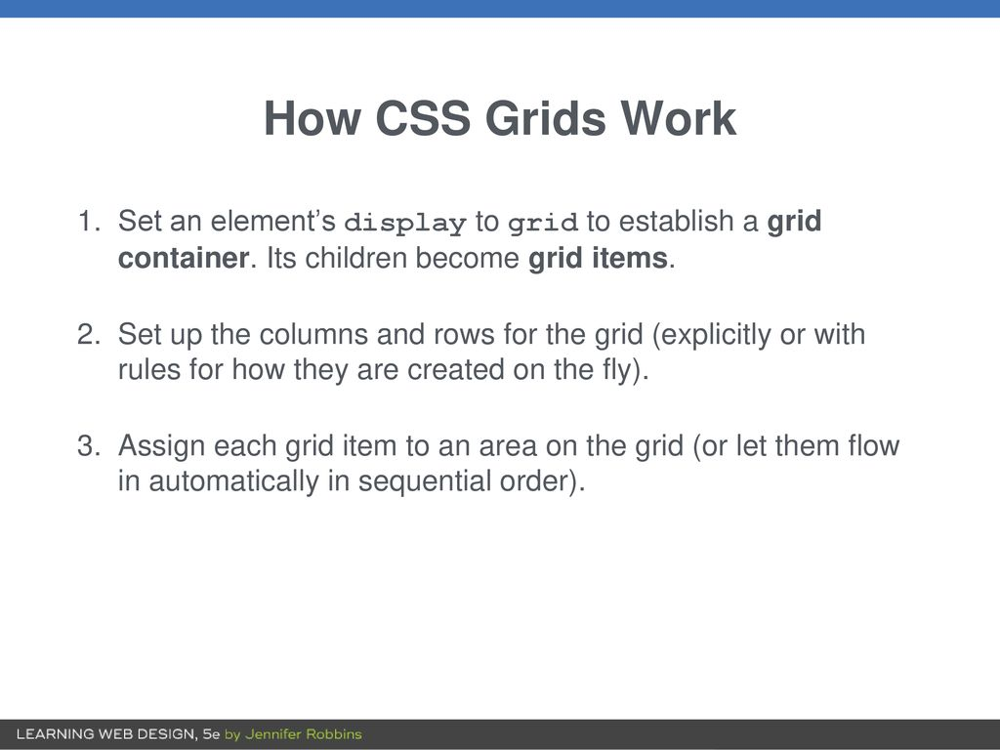 How CSS Grids Work
1. Set an element’s display to grid to establish a grid
container. Its children become grid items.
2. Set up the columns and rows for the grid (explicitly or with
rules for how they are created on the fly).
3. Assign each grid item to an area on the grid (or let them flow
in automatically in sequential order).
LEARNING WEB DESIGN, 5e by Jennifer Robbins